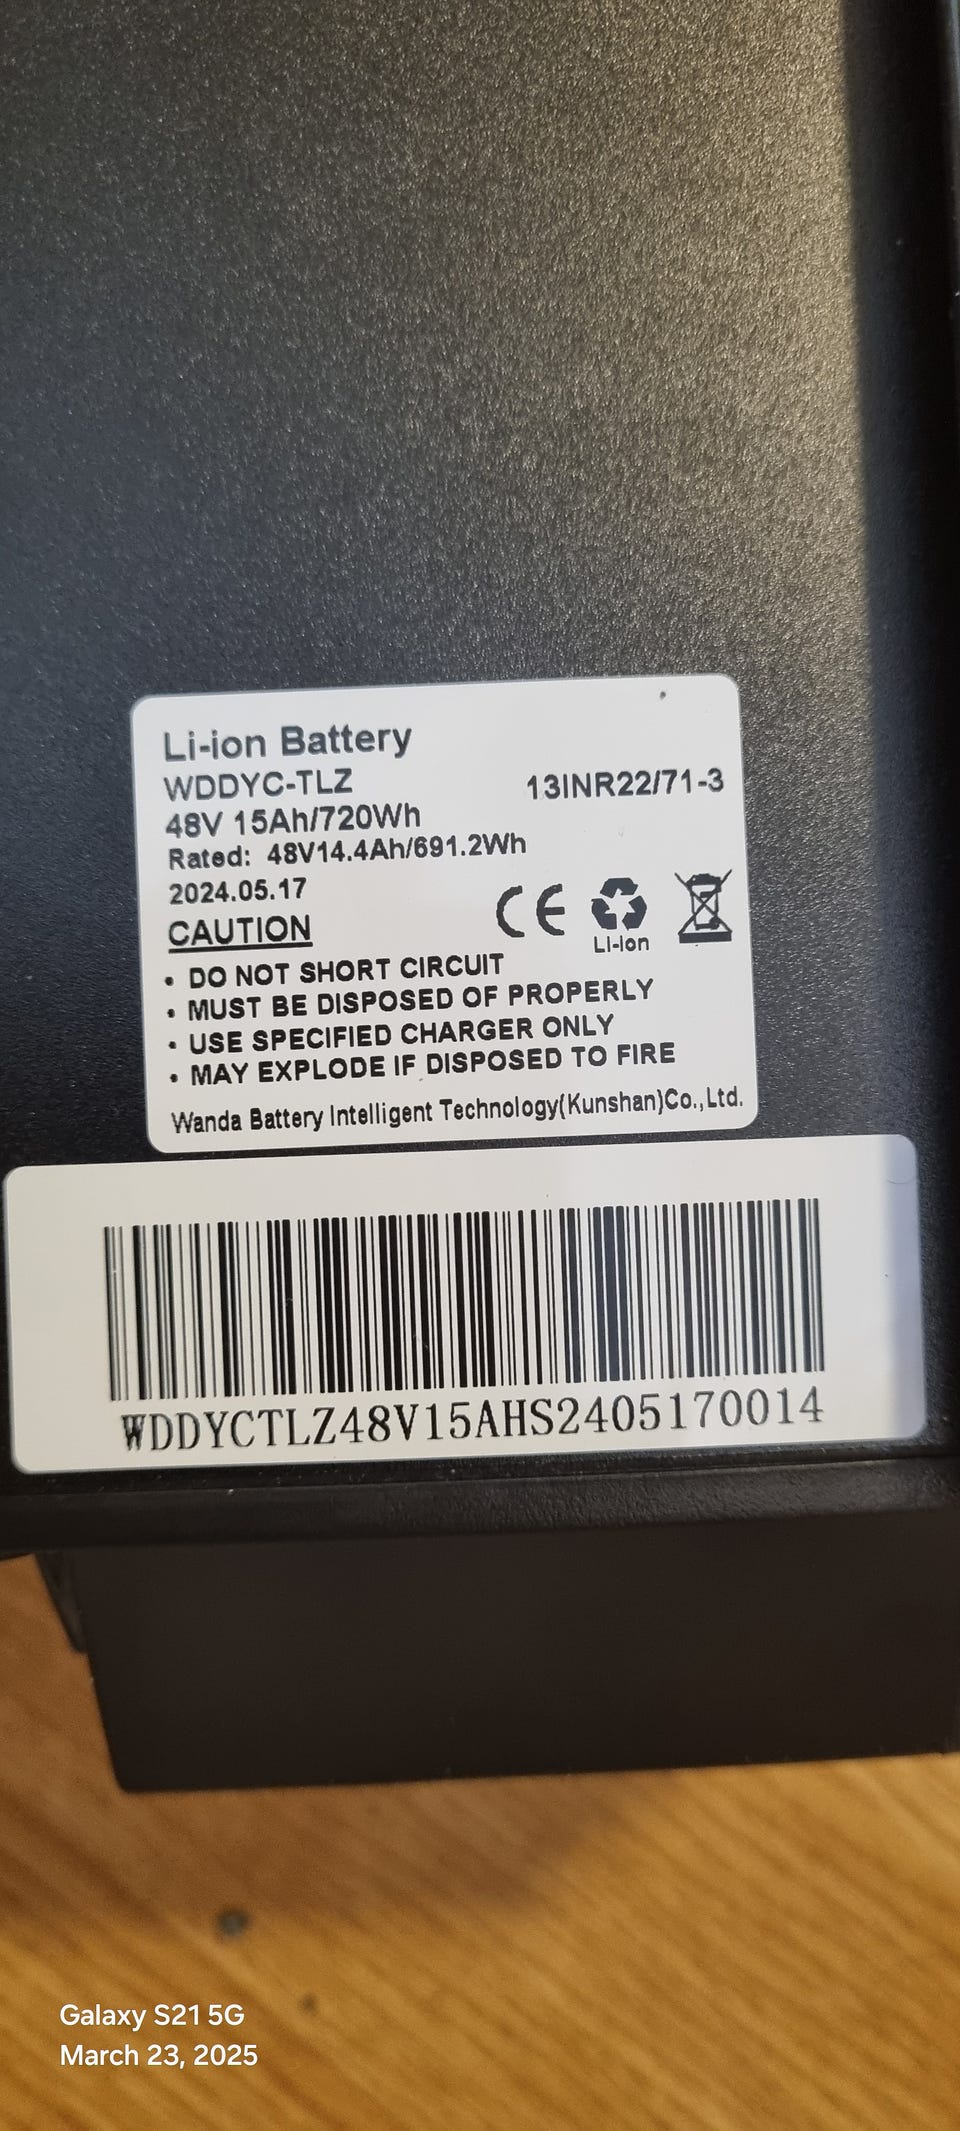 Li-ion Battery
WDDYC-TLZ 13INR22/71-3
48V 15Ah/720Wh
Rated: 48V14.4Ah/691.2Wh
2024.05.17
CE
Li-Ion
CAUTION
• DO NOT SHORT CIRCUIT
• MUST BE DISPOSED OF PROPERLY
• USE SPECIFIED CHARGER ONLY
• MAY EXPLODE IF DISPOSED TO FIRE
Wanda Battery Intelligent Technology(Kunshan)Co.,Ltd.
WDDYCTLZ48V15AHS2405170014
Galaxy S21 5G
March 23, 2025